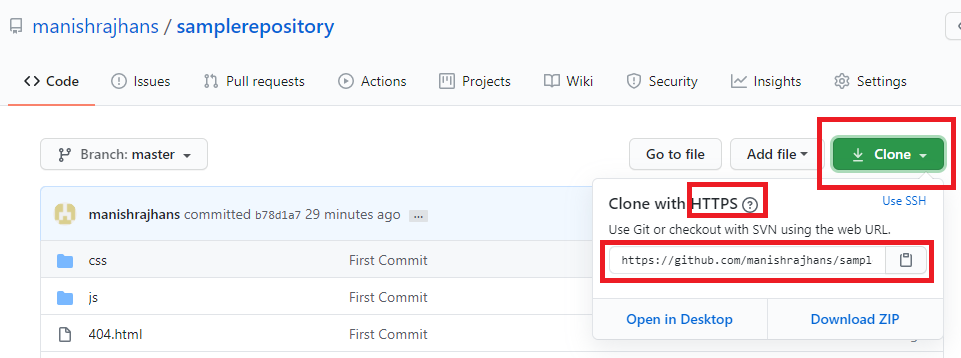 manishrajhans / samplerepository
Code Issues Pull requests Actions Projects Wiki Security Insights Settings
Branch: master Go to file Add file Clone
manishrajhans committed b78d1a7 29 minutes ago ...
Clone with HTTPS ?
Use SSH
Use Git or checkout with SVN using the web URL.
https://github.com/manishrajhans/sampl
Open in Desktop Download ZIP
css First Commit
js First Commit
404.html First Commit